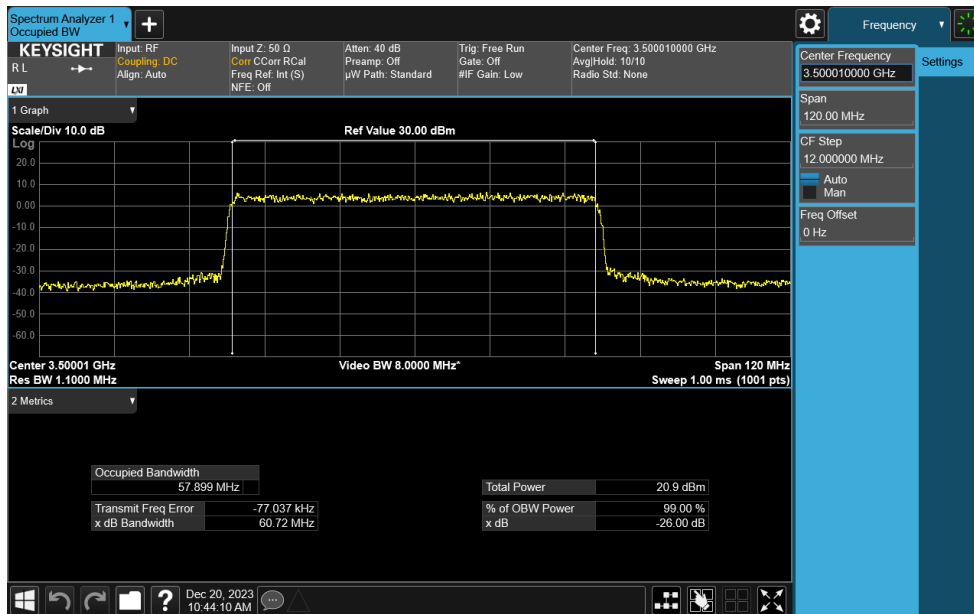 Spectrum Analyzer 1
Occupied BW
Frequency
KEYSIGHT
R L
LXI
Input: RF
Coupling: DC
Align: Auto
Input Z: 50 Ω
Corr CCorr RCal
Freq Ref: Int (S)
NFE: Off
Atten: 40 dB
Preamp: Off
µW Path: Standard
Trig: Free Run
Gate: Off
#IF Gain: Low
Center Freq: 3.500010000 GHz
Avg|Hold: 10/10
Radio Std: None
Center Frequency
3.500010000 GHz
Settings
Span
120.00 MHz
CF Step
12.000000 MHz
Auto
Man
Freq Offset
0 Hz
1 Graph
Scale/Div 10.0 dB
Ref Value 30.00 dBm
Log
20.0
10.0
0.00
-10.0
-20.0
-30.0
-40.0
-50.0
-60.0
Center 3.50001 GHz
Video BW 8.0000 MHz*
Span 120 MHz
Res BW 1.1000 MHz
Sweep 1.00 ms (1001 pts)
2 Metrics
Occupied Bandwidth
57.899 MHz
Total Power 20.9 dBm
Transmit Freq Error -77.037 kHz
% of OBW Power 99.00 %
x dB Bandwidth 60.72 MHz
x dB -26.00 dB
?
Dec 20, 2023
10:44:10 AM